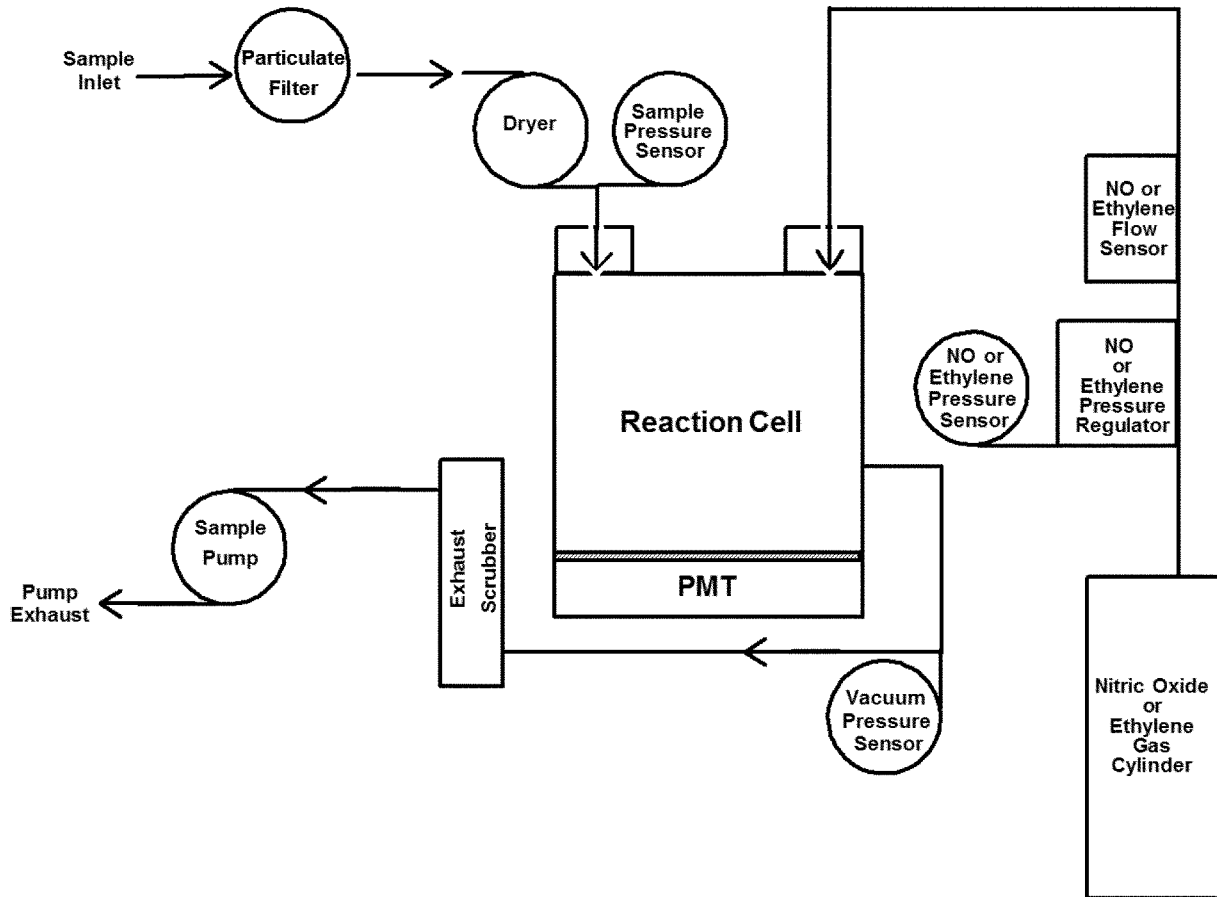 Sample
Inlet
Particulate
Filter
Dryer
Sample
Pressure
Sensor
NO or
Ethylene
Flow
Sensor
NO or
Ethylene
Pressure
Sensor
NO
or
Ethylene
Pressure
Regulator
Reaction Cell
PMT
Exhaust
Scrubber
Sample
Pump
Pump
Exhaust
Vacuum
Pressure
Sensor
Nitric Oxide
or
Ethylene
Gas
Cylinder